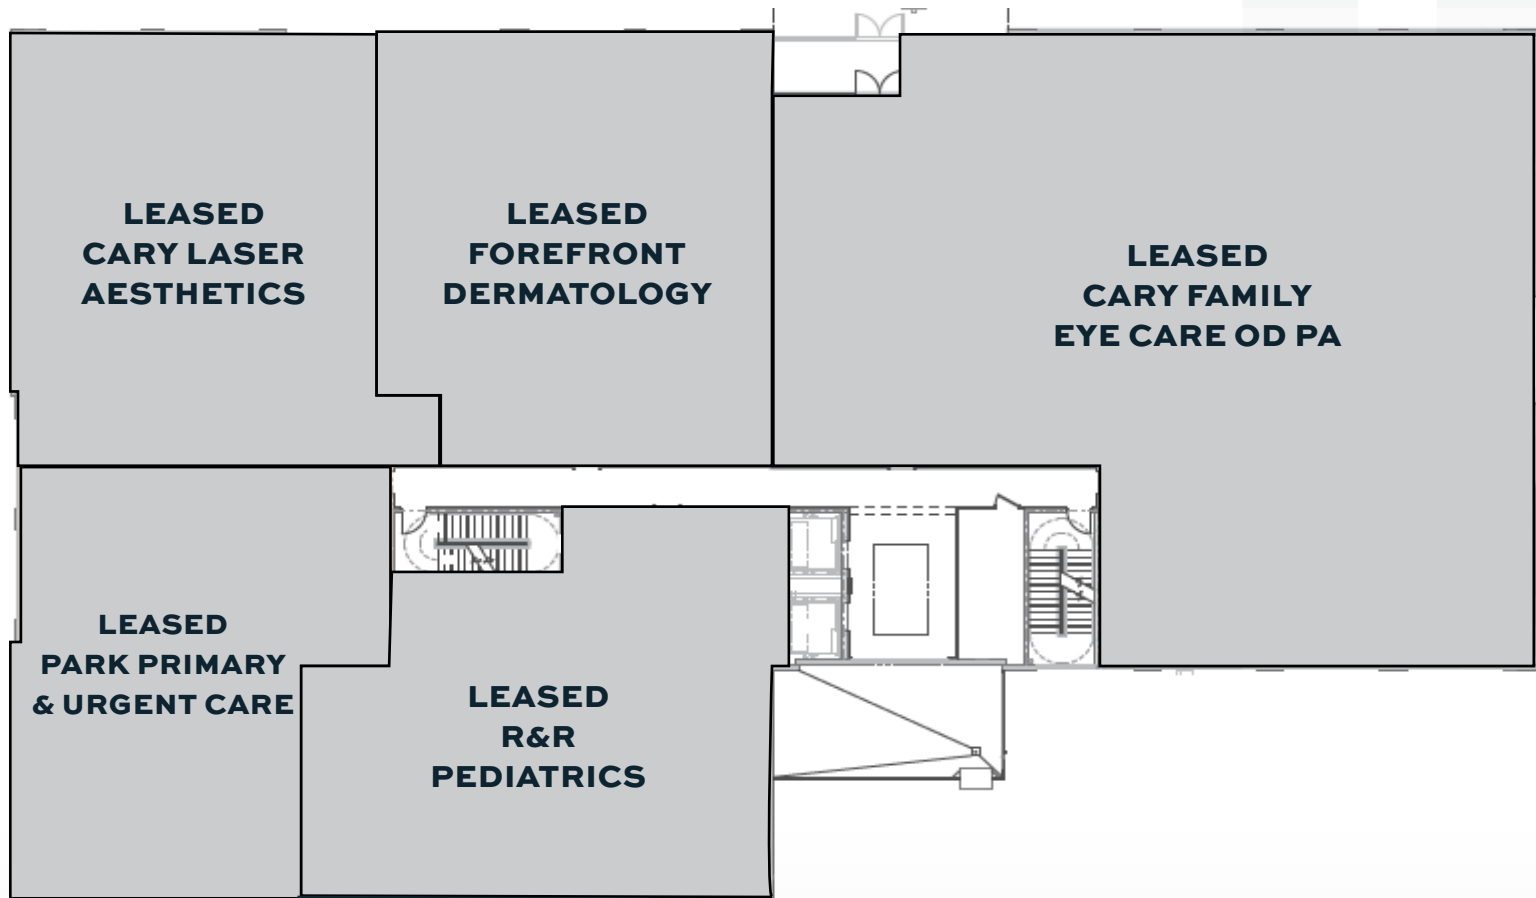 LEASED
CARY LASER
AESTHETICS
LEASED
FOREFRONT
DERMATOLOGY
LEASED
CARY FAMILY
EYE CARE OD PA
LEASED
PARK PRIMARY
& URGENT CARE
LEASED
R&R
PEDIATRICS